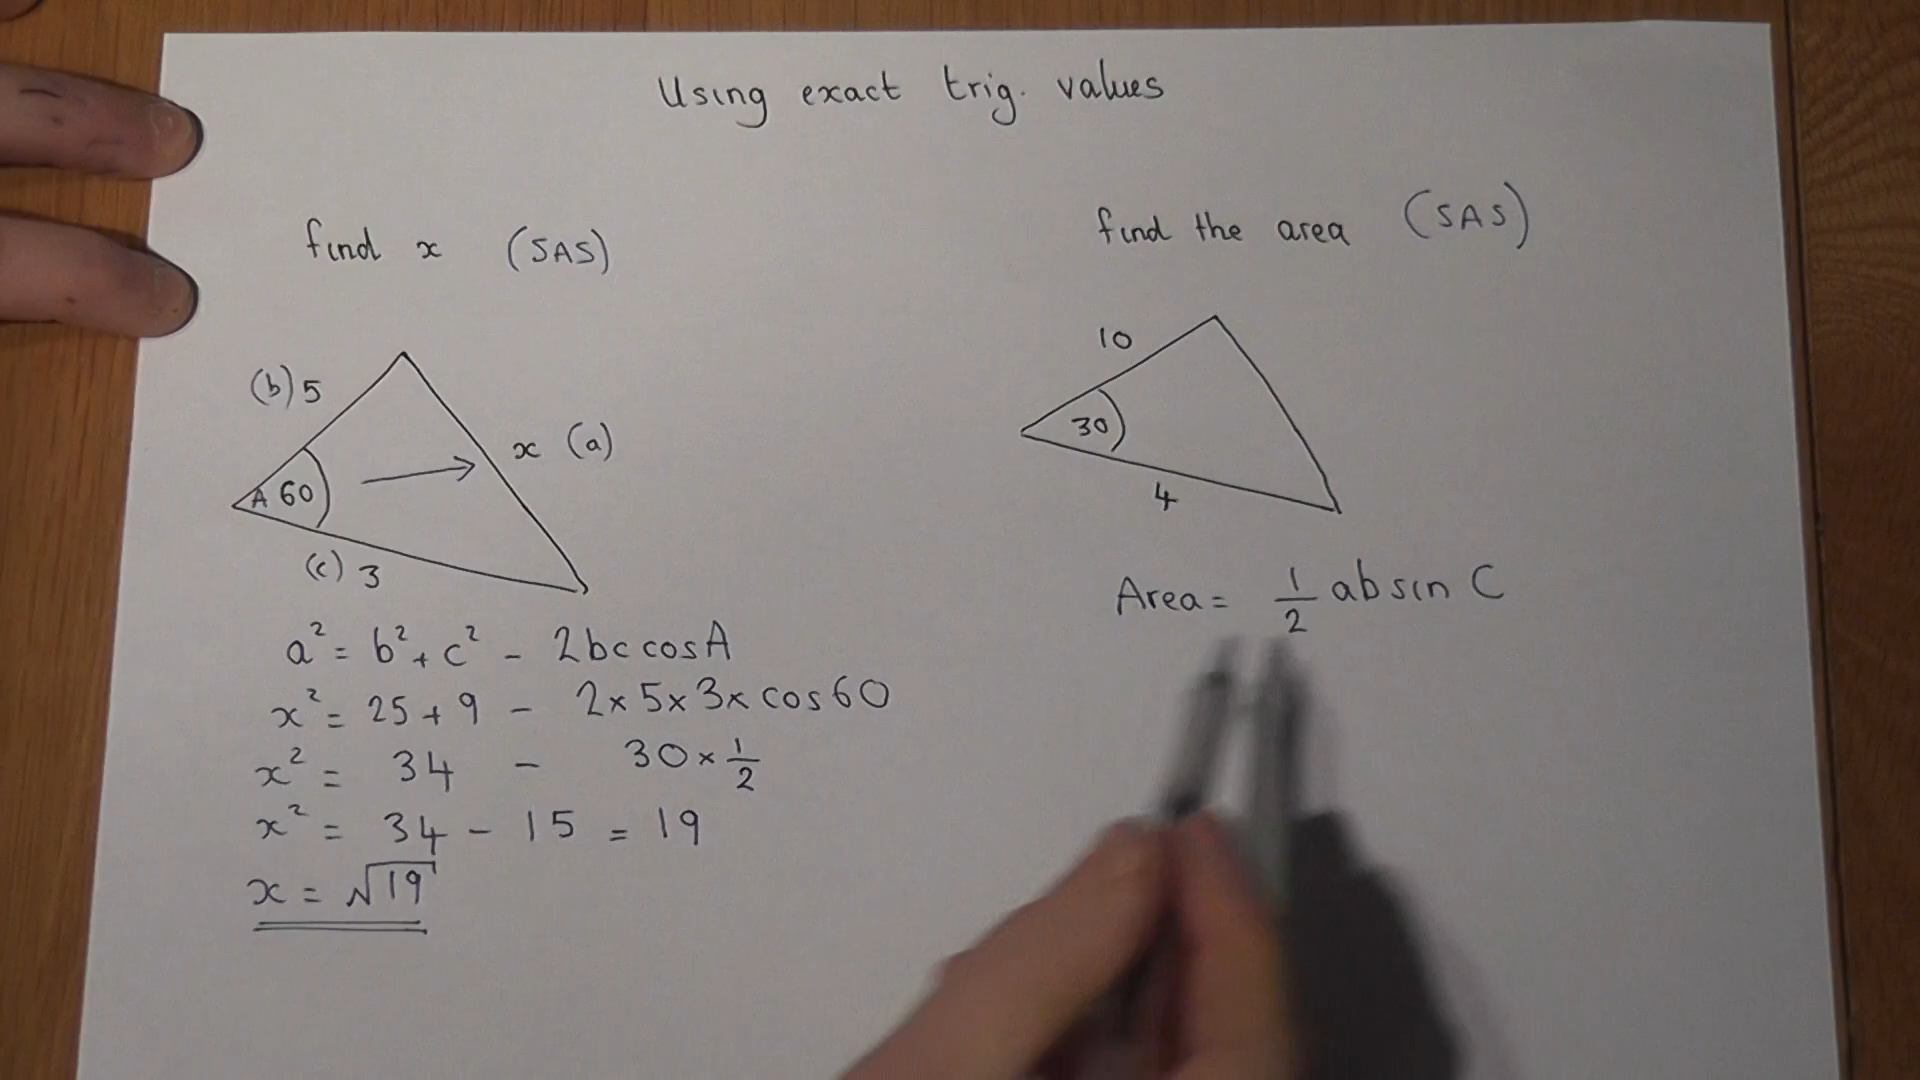 Using exact trig. values
find x (SAS)
(b) 5
x (a)
A 60
(c) 3
a² = b² + c² - 2bc cosA
x² = 25 + 9 - 2 × 5 × 3 × cos 60
x² = 34 - 30 × 1/2
x² = 34 - 15 = 19
x = √19
find the area (SAS)
10
30
4
Area = 1/2 ab sin C